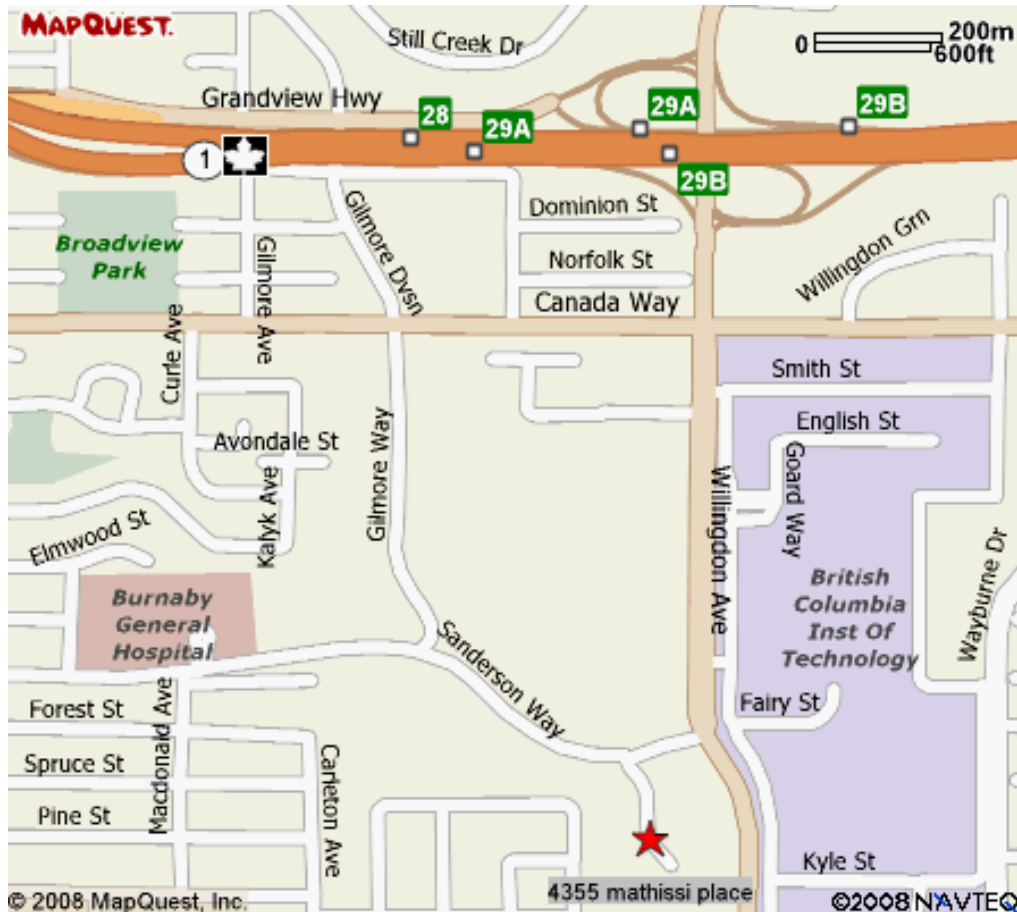 MAPQUEST.
Still Creek Dr
0
200m
600ft
Grandview Hwy
28
29A
29A
29B
1
29B
Gilmore Dvsn
Dominion St
Willingdon Grn
Broadview
Park
Gilmore Ave
Norfolk St
Canada Way
Curle Ave
Smith St
Avondale St
Gilmore Way
English St
Goard Way
Kalyk Ave
Willingdon Ave
Elmwood St
Wayburne Dr
Burnaby
General
Hospital
British
Columbia
Inst Of
Technology
Sanderson Way
Forest St
Macdonald Ave
Fairy St
Spruce St
Carleton Ave
Pine St
Kyle St
4355 mathissi place
© 2008 MapQuest, Inc.
©2008 NAVTEQ